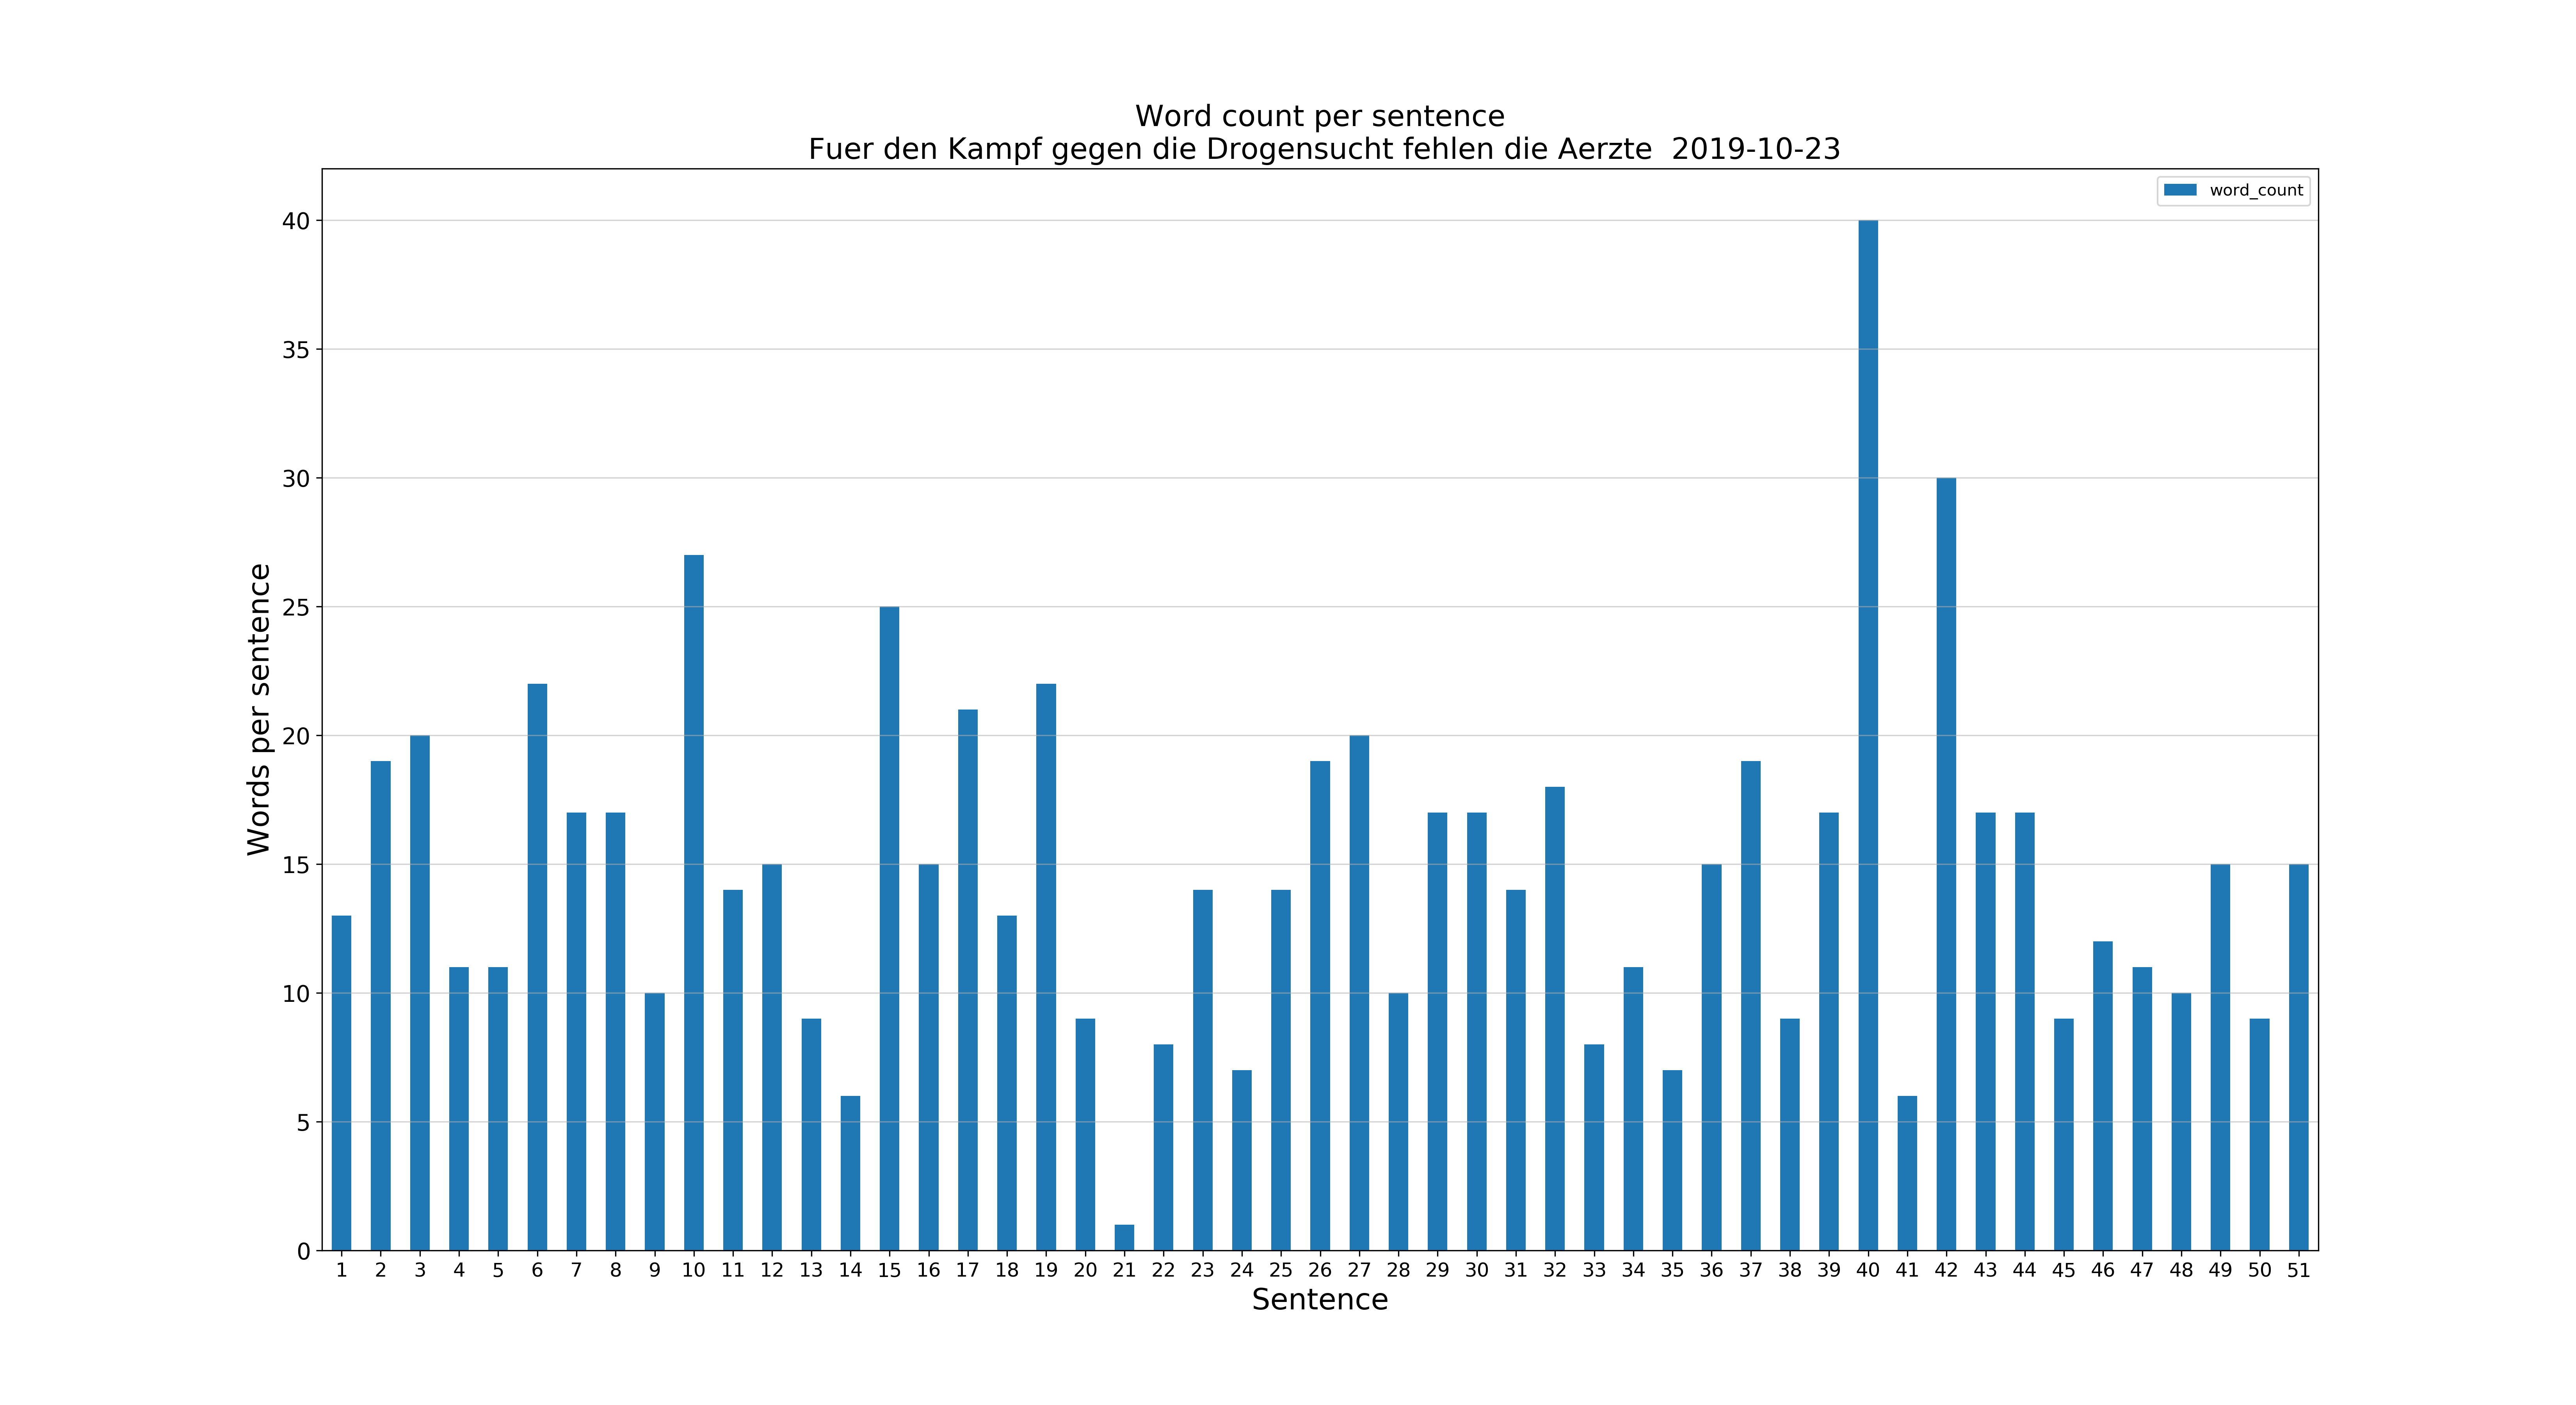 Word count per sentence
Fuer den Kampf gegen die Drogensucht fehlen die Aerzte  2019-10-23
word_count
40
35
30
25
20
15
10
5
0
Words per sentence
1 2 3 4 5 6 7 8 9 10 11 12 13 14 15 16 17 18 19 20 21 22 23 24 25 26 27 28 29 30 31 32 33 34 35 36 37 38 39 40 41 42 43 44 45 46 47 48 49 50 51
Sentence